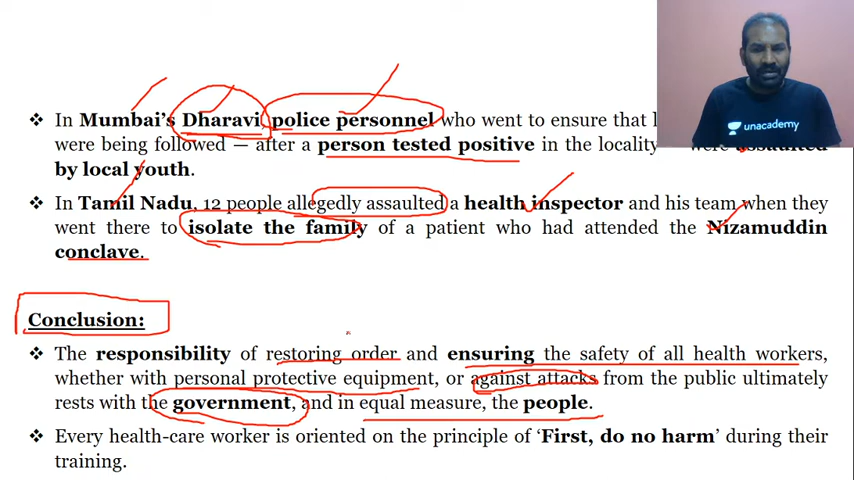 unacademy
❖ In Mumbai's Dharavi, police personnel who went to ensure that l
were being followed — after a person tested positive in the locality were assaulted
by local youth.
❖ In Tamil Nadu, 12 people allegedly assaulted a health inspector and his team when they
went there to isolate the family of a patient who had attended the Nizamuddin
conclave.
Conclusion:
❖ The responsibility of restoring order and ensuring the safety of all health workers,
whether with personal protective equipment, or against attacks from the public ultimately
rests with the government, and in equal measure, the people.
❖ Every health-care worker is oriented on the principle of 'First, do no harm' during their
training.